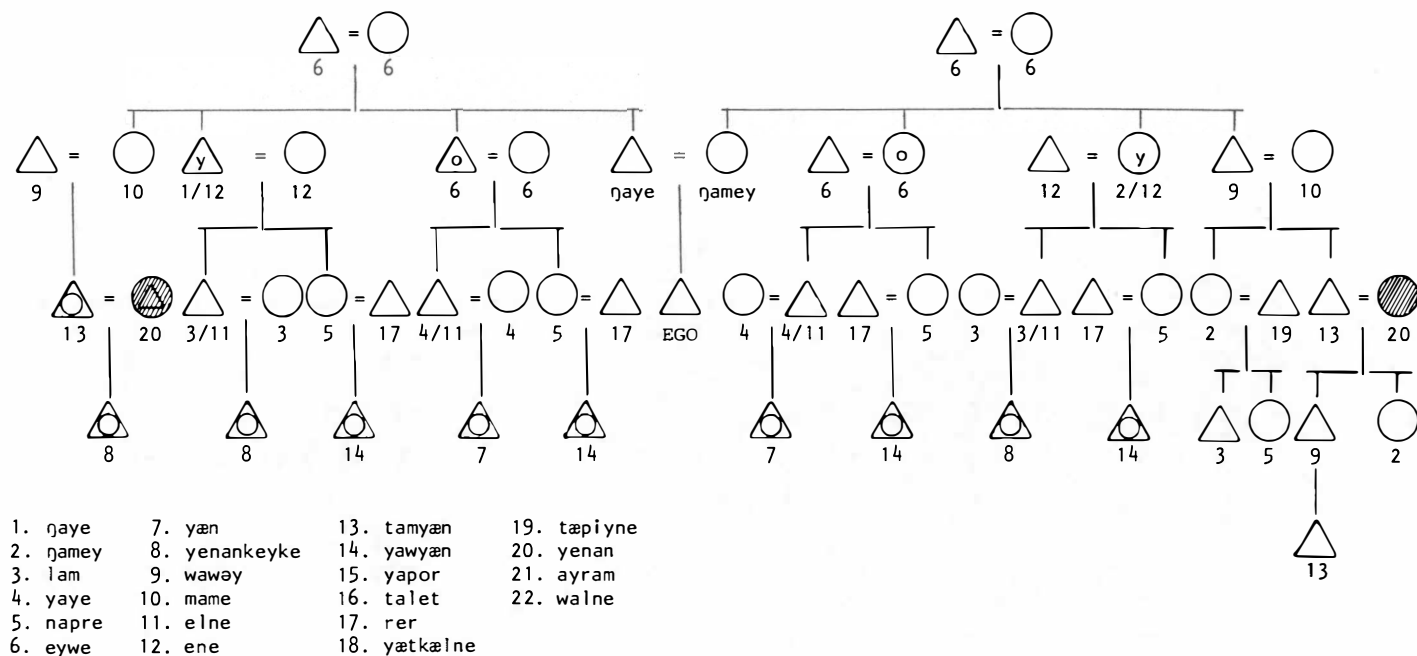 = =
6 6 6 6
= y = o = = = o = y =
9 10 1/12 12 6 6 ŋaye ŋamey 6 6 12 2/12 9 10
= = = = = = = = = = =
13 20 3/11 3 5 17 4/11 4 5 17 EGO 4 4/11 17 5 3 3/11 17 5 2 19 13 20
8 8 14 7 14 7 14 8 14 3 5 9 2
13
1. ŋaye 7. yæn 13. tamyæn 19. tæpiyne
2. ŋamey 8. yenankeyke 14. yawyæn 20. yenan
3. lam 9. wawəy 15. yapor 21. ayram
4. yaye 10. mame 16. talet 22. walne
5. napre 11. elne 17. rer
6. eywe 12. ene 18. yætkælne